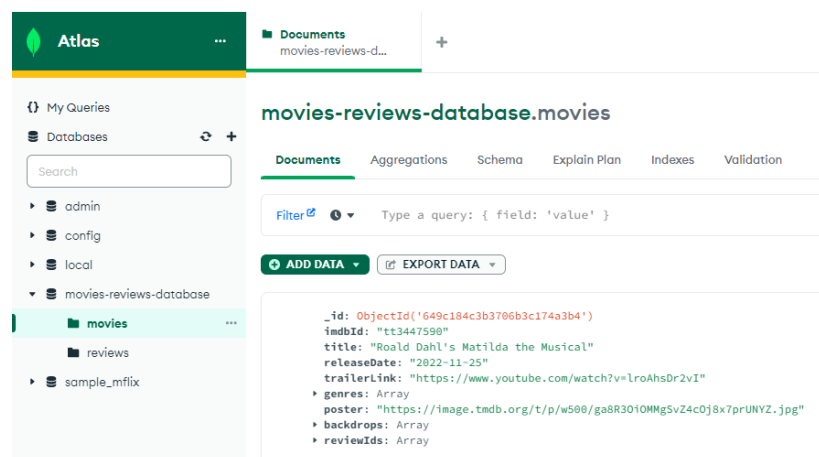 Atlas
Documents
movies-reviews-d...
My Queries
Databases
Search
admin
config
local
movies-reviews-database
movies
reviews
sample_mflix
movies-reviews-database.movies
Documents Aggregations Schema Explain Plan Indexes Validation
Filter Type a query: { field: 'value' }
ADD DATA EXPORT DATA
_id: ObjectId('649c184c3b3706b3c174a3b4')
imdbId: "tt3447590"
title: "Roald Dahl's Matilda the Musical"
releaseDate: "2022-11-25"
trailerLink: "https://www.youtube.com/watch?v=lroAhsDr2vI"
genres: Array
poster: "https://image.tmdb.org/t/p/w500/ga8R3OiOMMgSvZ4cOj8x7prUNYZ.jpg"
backdrops: Array
reviewIds: Array